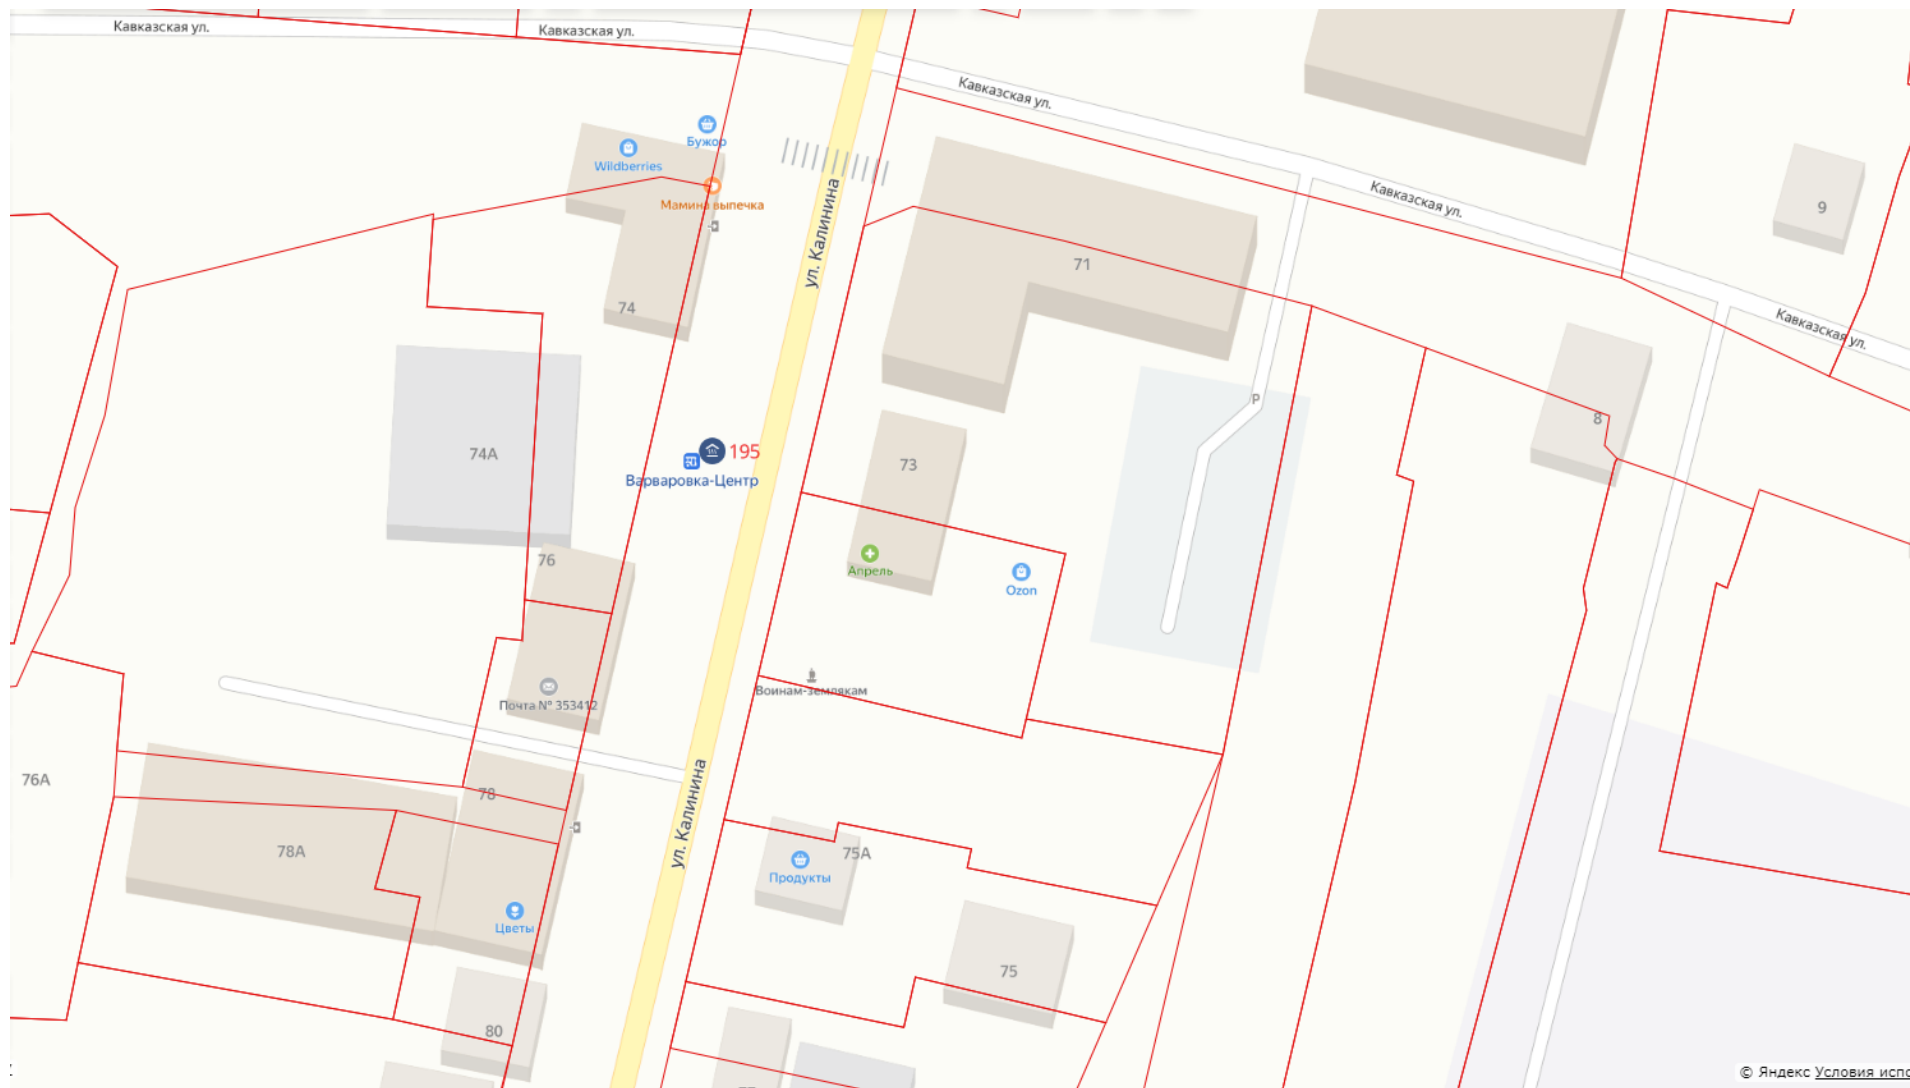 Кавказская ул.
Кавказская ул.
Кавказская ул.
Бужор
Wildberries
Кавказская ул.
Мамина выпечка
9
ул. Калинина
71
74
Кавказская ул.
8
74А
73
195
P
Варваровка-Центр
76
Апрель
Ozon
Воинам-землякам
Почта № 353412
76А
78
ул. Калинина
78А
75А
Продукты
Цветы
75
80
© Яндекс Условия испо